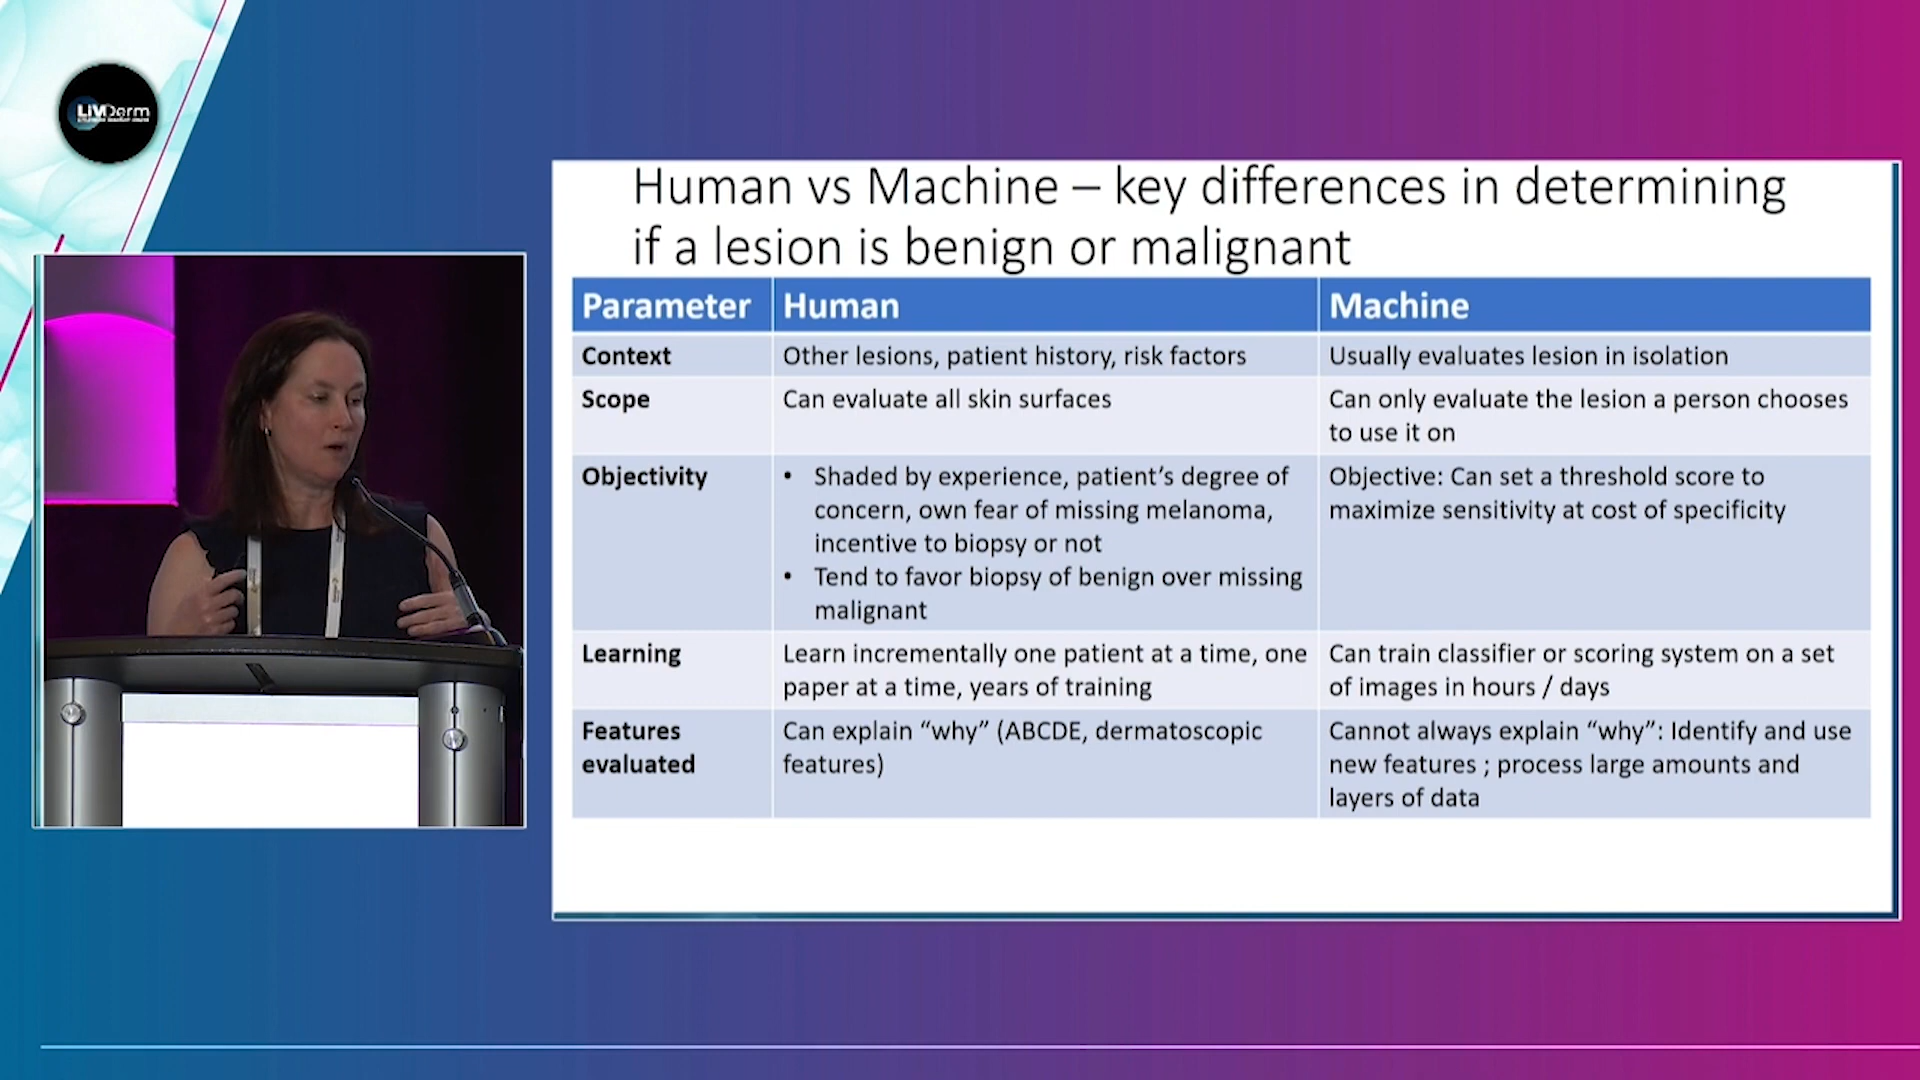 LiVDerm
Human vs Machine – key differences in determining
if a lesion is benign or malignant
Parameter
Human
Machine
Context
Other lesions, patient history, risk factors
Usually evaluates lesion in isolation
Scope
Can evaluate all skin surfaces
Can only evaluate the lesion a person chooses
to use it on
Objectivity
• Shaded by experience, patient’s degree of
concern, own fear of missing melanoma,
incentive to biopsy or not
• Tend to favor biopsy of benign over missing
malignant
Objective: Can set a threshold score to
maximize sensitivity at cost of specificity
Learning
Learn incrementally one patient at a time, one
paper at a time, years of training
Can train classifier or scoring system on a set
of images in hours / days
Features
evaluated
Can explain “why” (ABCDE, dermatoscopic
features)
Cannot always explain “why”: Identify and use
new features ; process large amounts and
layers of data